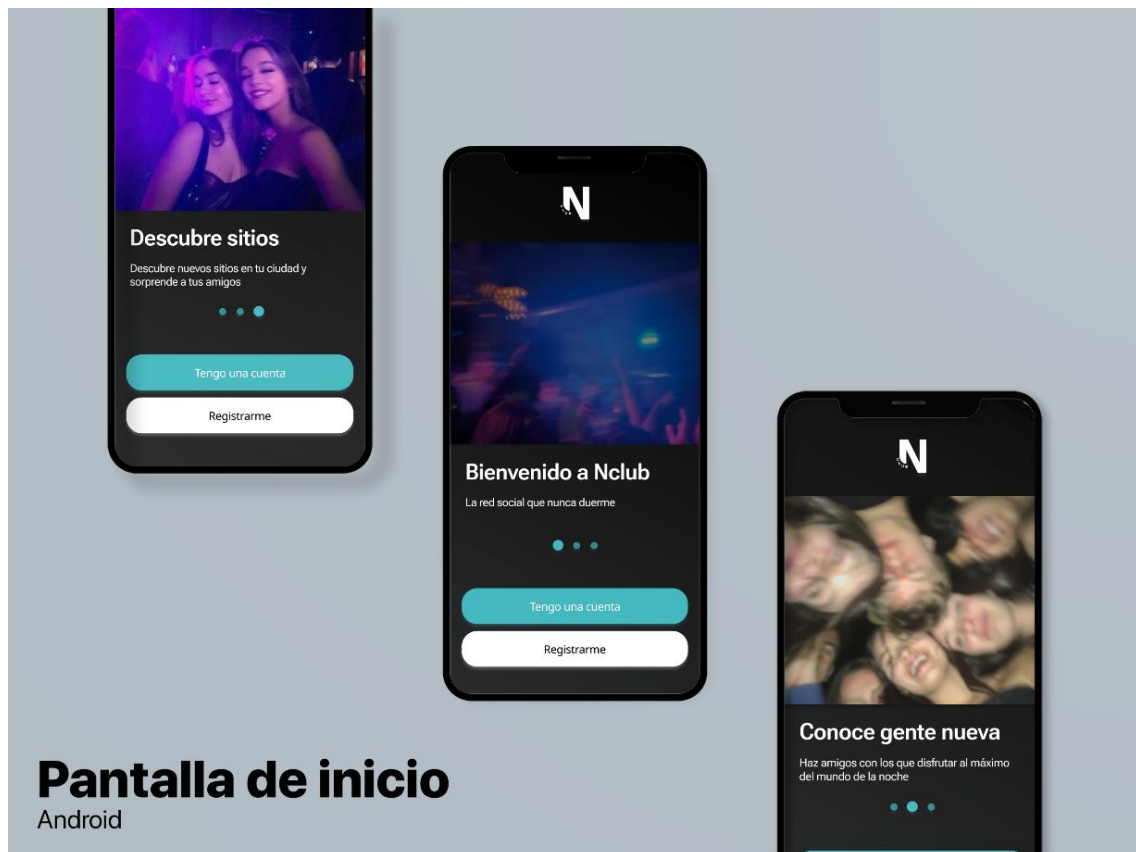 Descubre sitios
Descubre nuevos sitios en tu ciudad y
sorprende a tus amigos
Tengo una cuenta
Registrarme
N
Bienvenido a Nclub
La red social que nunca duerme
Tengo una cuenta
Registrarme
N
Conoce gente nueva
Haz amigos con los que disfrutar al máximo
del mundo de la noche
Pantalla de inicio
Android